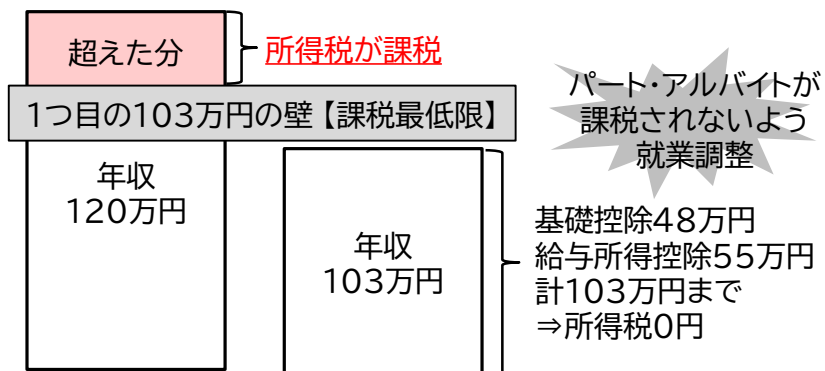 超えた分
所得税が課税
1つ目の103万円の壁【課税最低限】
パート・アルバイトが
課税されないよう
就業調整
年収
120万円
年収
103万円
基礎控除48万円
給与所得控除55万円
計103万円まで
⇒所得税0円